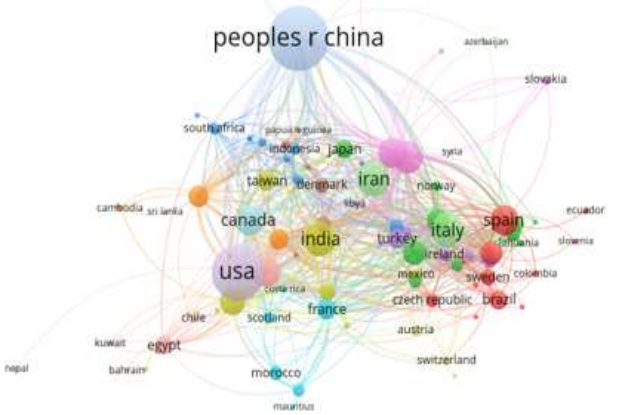 peoples r china
azerbaijan
slovakia
south africa
papua n guinea
indonesia
japan
syria
taiwan
denmark
iran
norway
cambodia
sri lanka
libya
ecuador
canada
spain
india
turkey
italy
lithuania
slovenia
ireland
usa
mexico
sweden
colombia
costa rica
czech republic
brazil
chile
scotland
france
austria
kuwait
egypt
switzerland
nepal
bahrain
morocco
mauritius